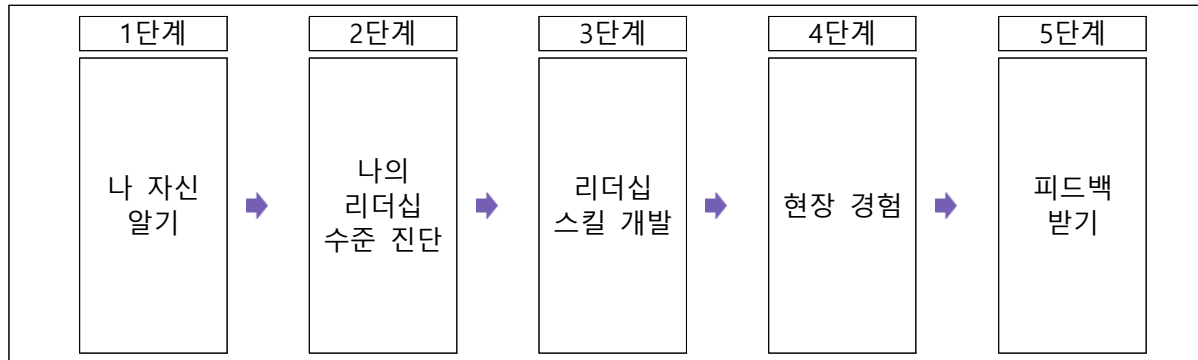 1단계
2단계
3단계
4단계
5단계
나 자신
알기
나의
리더십
수준 진단
리더십
스킬 개발
현장 경험
피드백
받기